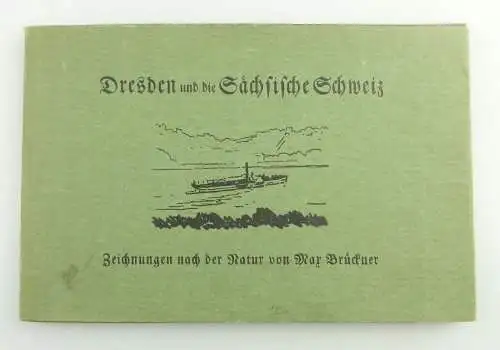 Dresden und die Sächsische Schweiz
Zeichnungen nach der Natur von Max Brückner